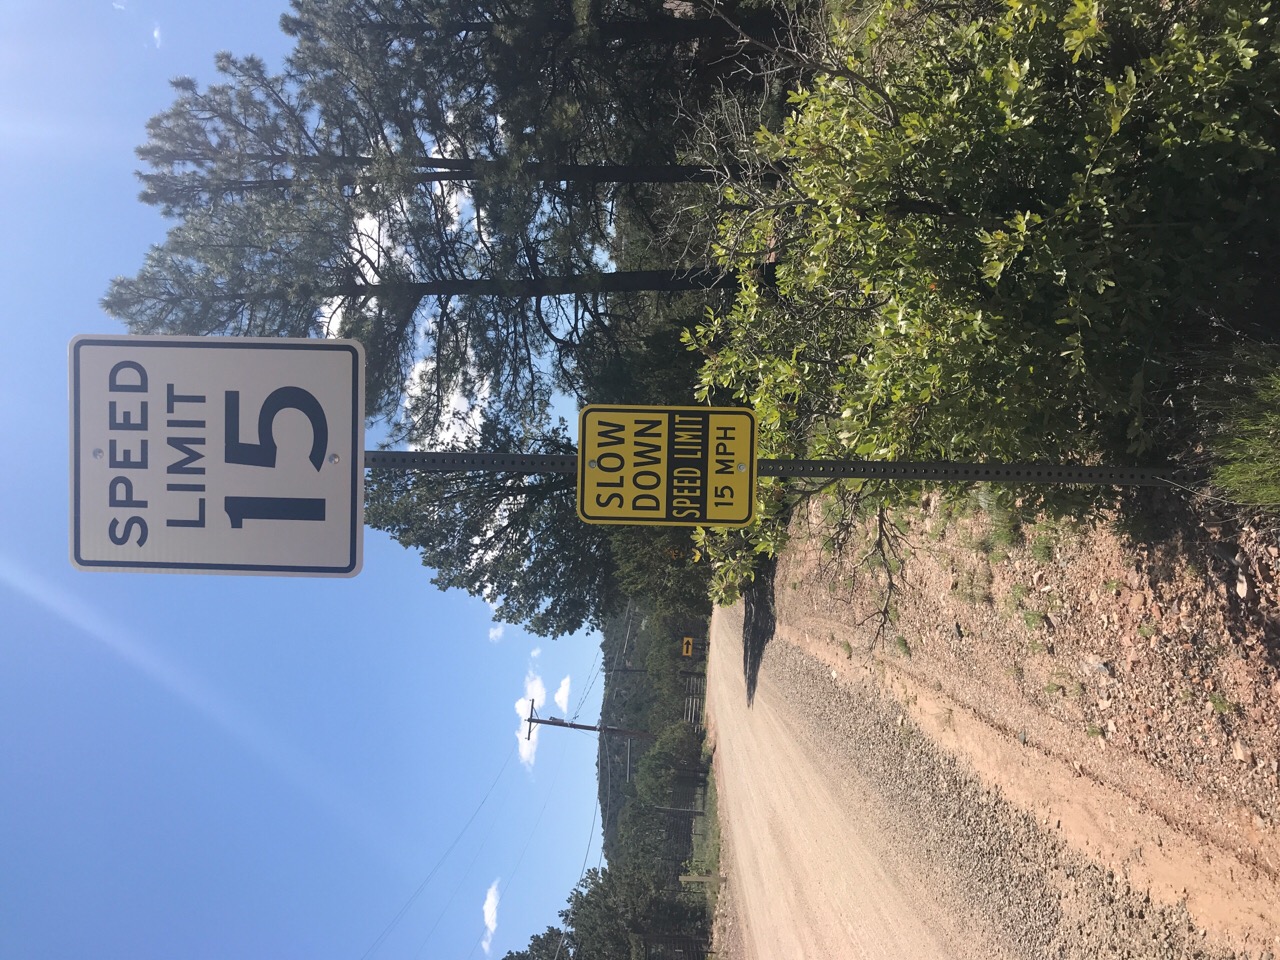 SPEED
LIMIT
15
SLOW
DOWN
SPEED LIMIT
15 MPH